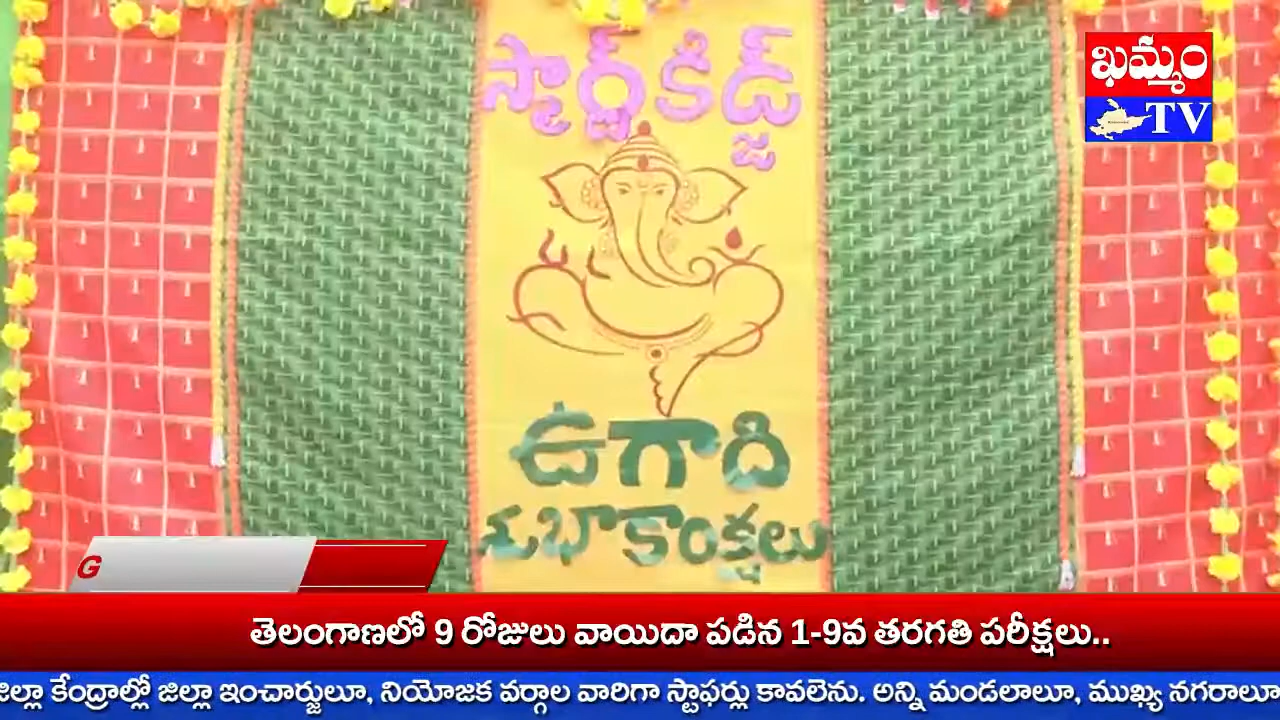 ఖమ్మం
TV
స్మార్ట్ కిడ్జ్
ఉగాది
శుభాకాంక్షలు
G
తెలంగాణలో 9 రోజులు వాయిదా పడిన 1-9వ తరగతి పరీక్షలు..
జిల్లా కేంద్రాల్లో జిల్లా ఇంచార్జులూ, నియోజక వర్గాల వారిగా స్టాఫర్లు కావలెను. అన్ని మండలాలూ, ముఖ్య నగరాలూ